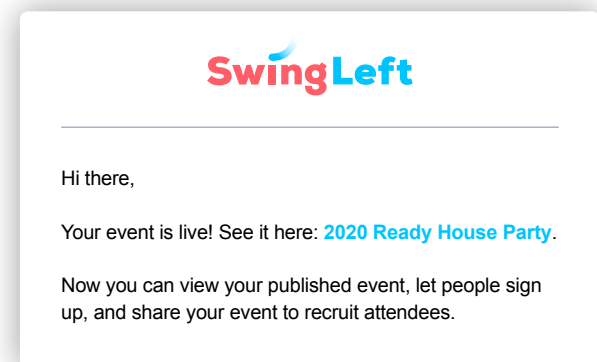 SwingLeft
Hi there,
Your event is live! See it here: 2020 Ready House Party.
Now you can view your published event, let people sign
up, and share your event to recruit attendees.